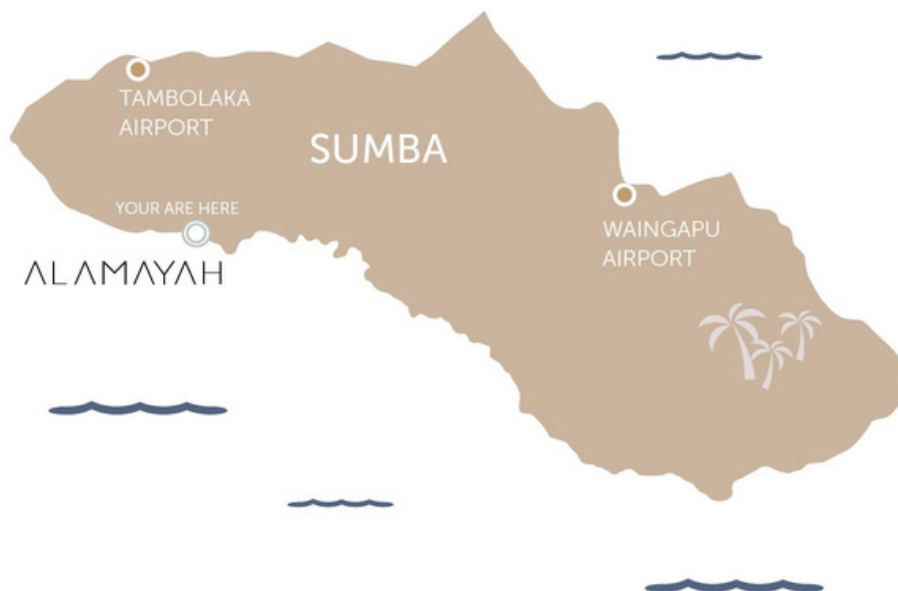 TAMBOLAKA
AIRPORT
SUMBA
YOUR ARE HERE
ALAMAYAH
WAINGAPU
AIRPORT